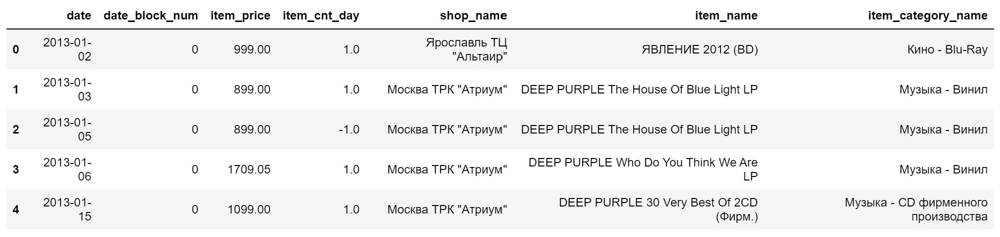 date date_block_num item_price item_cnt_day shop_name item_name item_category_name
0 2013-01-02 0 999.00 1.0 Ярославль ТЦ "Альтаир" ЯВЛЕНИЕ 2012 (BD) Кино - Blu-Ray
1 2013-01-03 0 899.00 1.0 Москва ТРК "Атриум" DEEP PURPLE The House Of Blue Light LP Музыка - Винил
2 2013-01-05 0 899.00 -1.0 Москва ТРК "Атриум" DEEP PURPLE The House Of Blue Light LP Музыка - Винил
3 2013-01-06 0 1709.05 1.0 Москва ТРК "Атриум" DEEP PURPLE Who Do You Think We Are LP Музыка - Винил
4 2013-01-15 0 1099.00 1.0 Москва ТРК "Атриум" DEEP PURPLE 30 Very Best Of 2CD (Фирм.) Музыка - CD фирменного производства